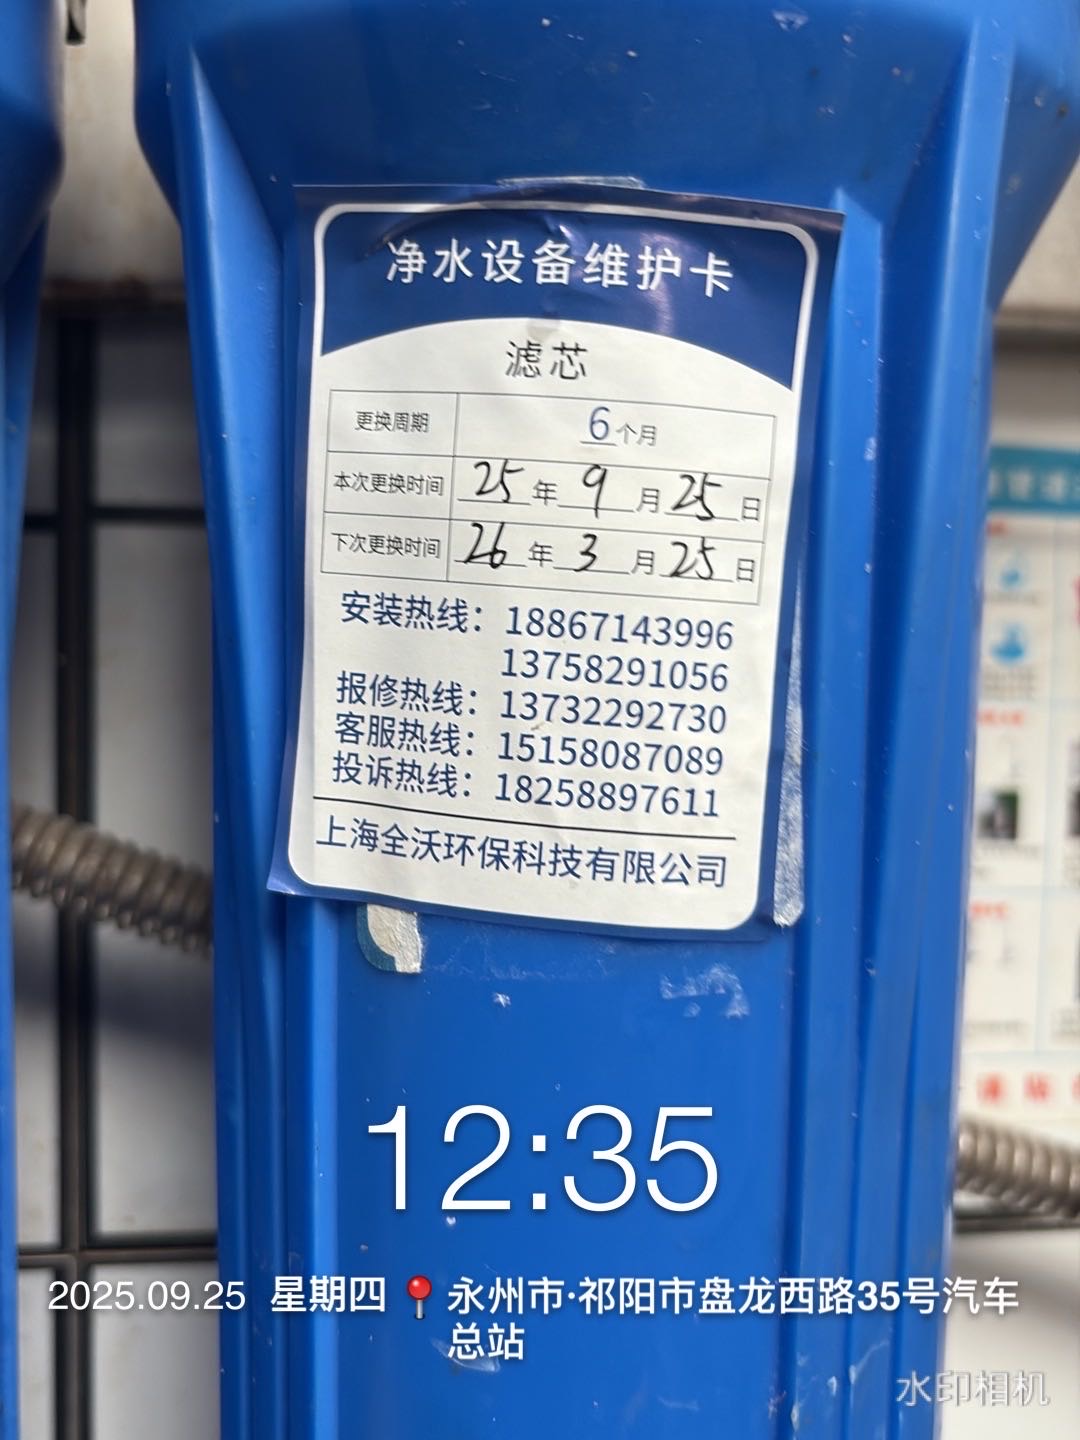 净水设备维护卡
滤芯
更换周期 6个月
本次更换时间 25年9月25日
下次更换时间 26年3月25日
安装热线：18867143996
13758291056
报修热线：13732292730
客服热线：15158087089
投诉热线：18258897611
上海全沃环保科技有限公司
12:35
2025.09.25 星期四 永州市·祁阳市盘龙西路35号汽车
总站
水印相机